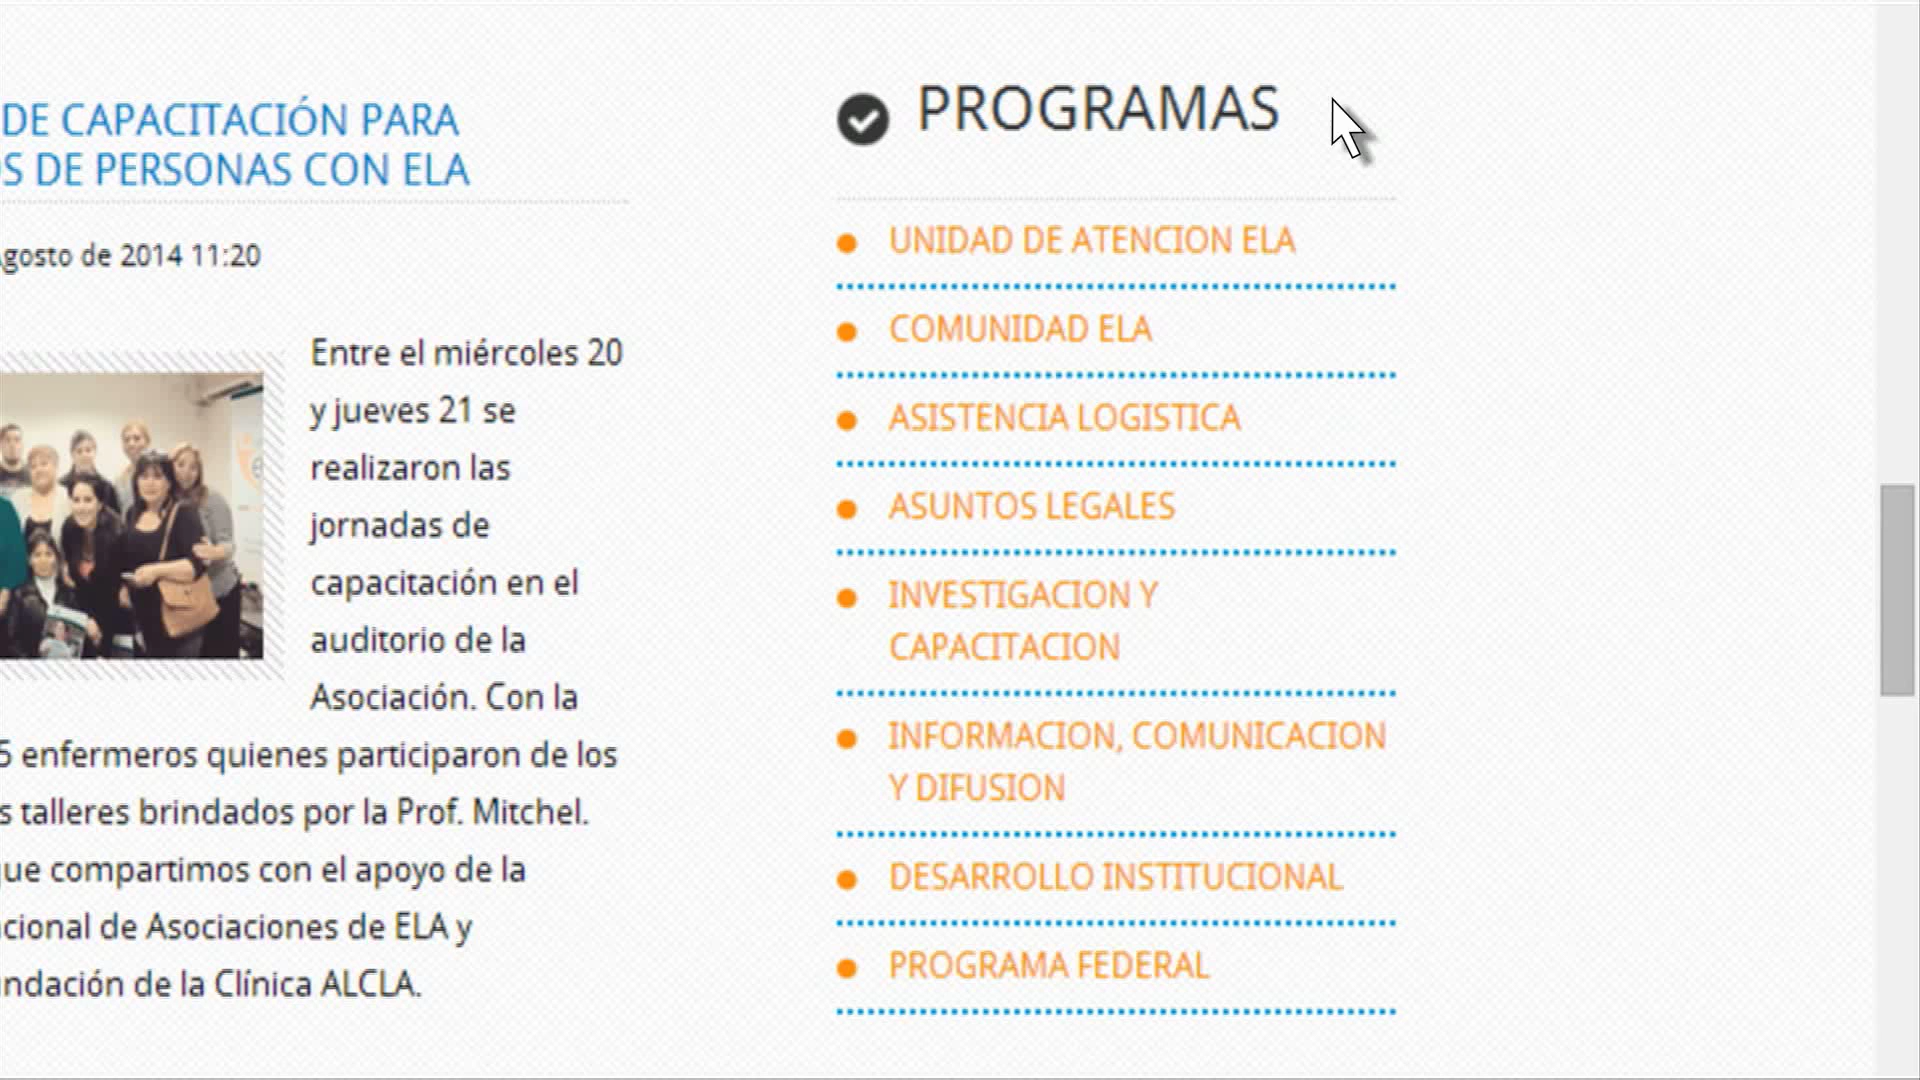 DE CAPACITACIÓN PARA
DE PERSONAS CON ELA
gosto de 2014 11:20
Entre el miércoles 20
y jueves 21 se
realizaron las
jornadas de
capacitación en el
auditorio de la
Asociación. Con la
5 enfermeros quienes participaron de los
s talleres brindados por la Prof. Mitchel.
que compartimos con el apoyo de la
cional de Asociaciones de ELA y
ndación de la Clínica ALCLA.
PROGRAMAS
UNIDAD DE ATENCION ELA
COMUNIDAD ELA
ASISTENCIA LOGISTICA
ASUNTOS LEGALES
INVESTIGACION Y
CAPACITACION
INFORMACION, COMUNICACION
Y DIFUSION
DESARROLLO INSTITUCIONAL
PROGRAMA FEDERAL